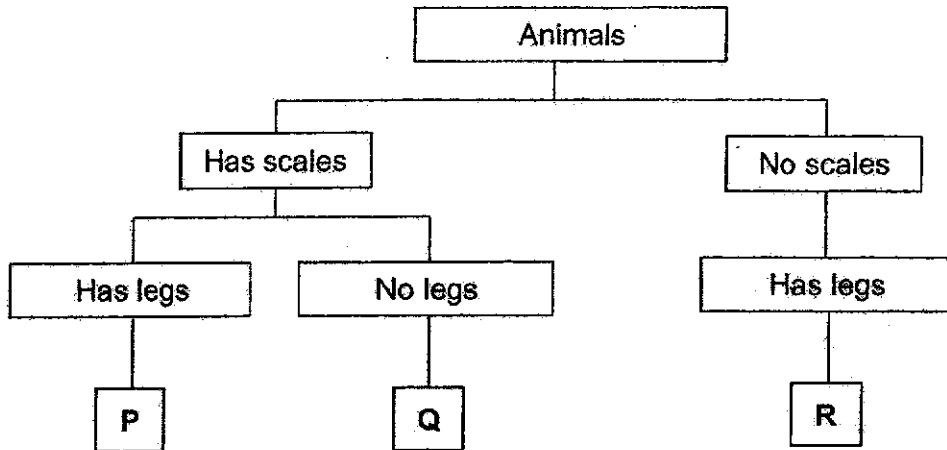 Animals
Has scales
No scales
Has legs
No legs
Has legs
P
Q
R